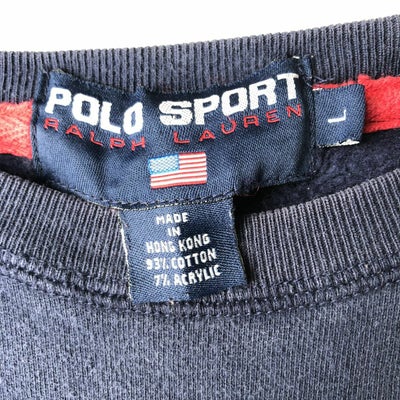 POLO SPORT
RALPH LAUREN
L
MADE
IN
HONG KONG
93% COTTON
7% ACRYLIC